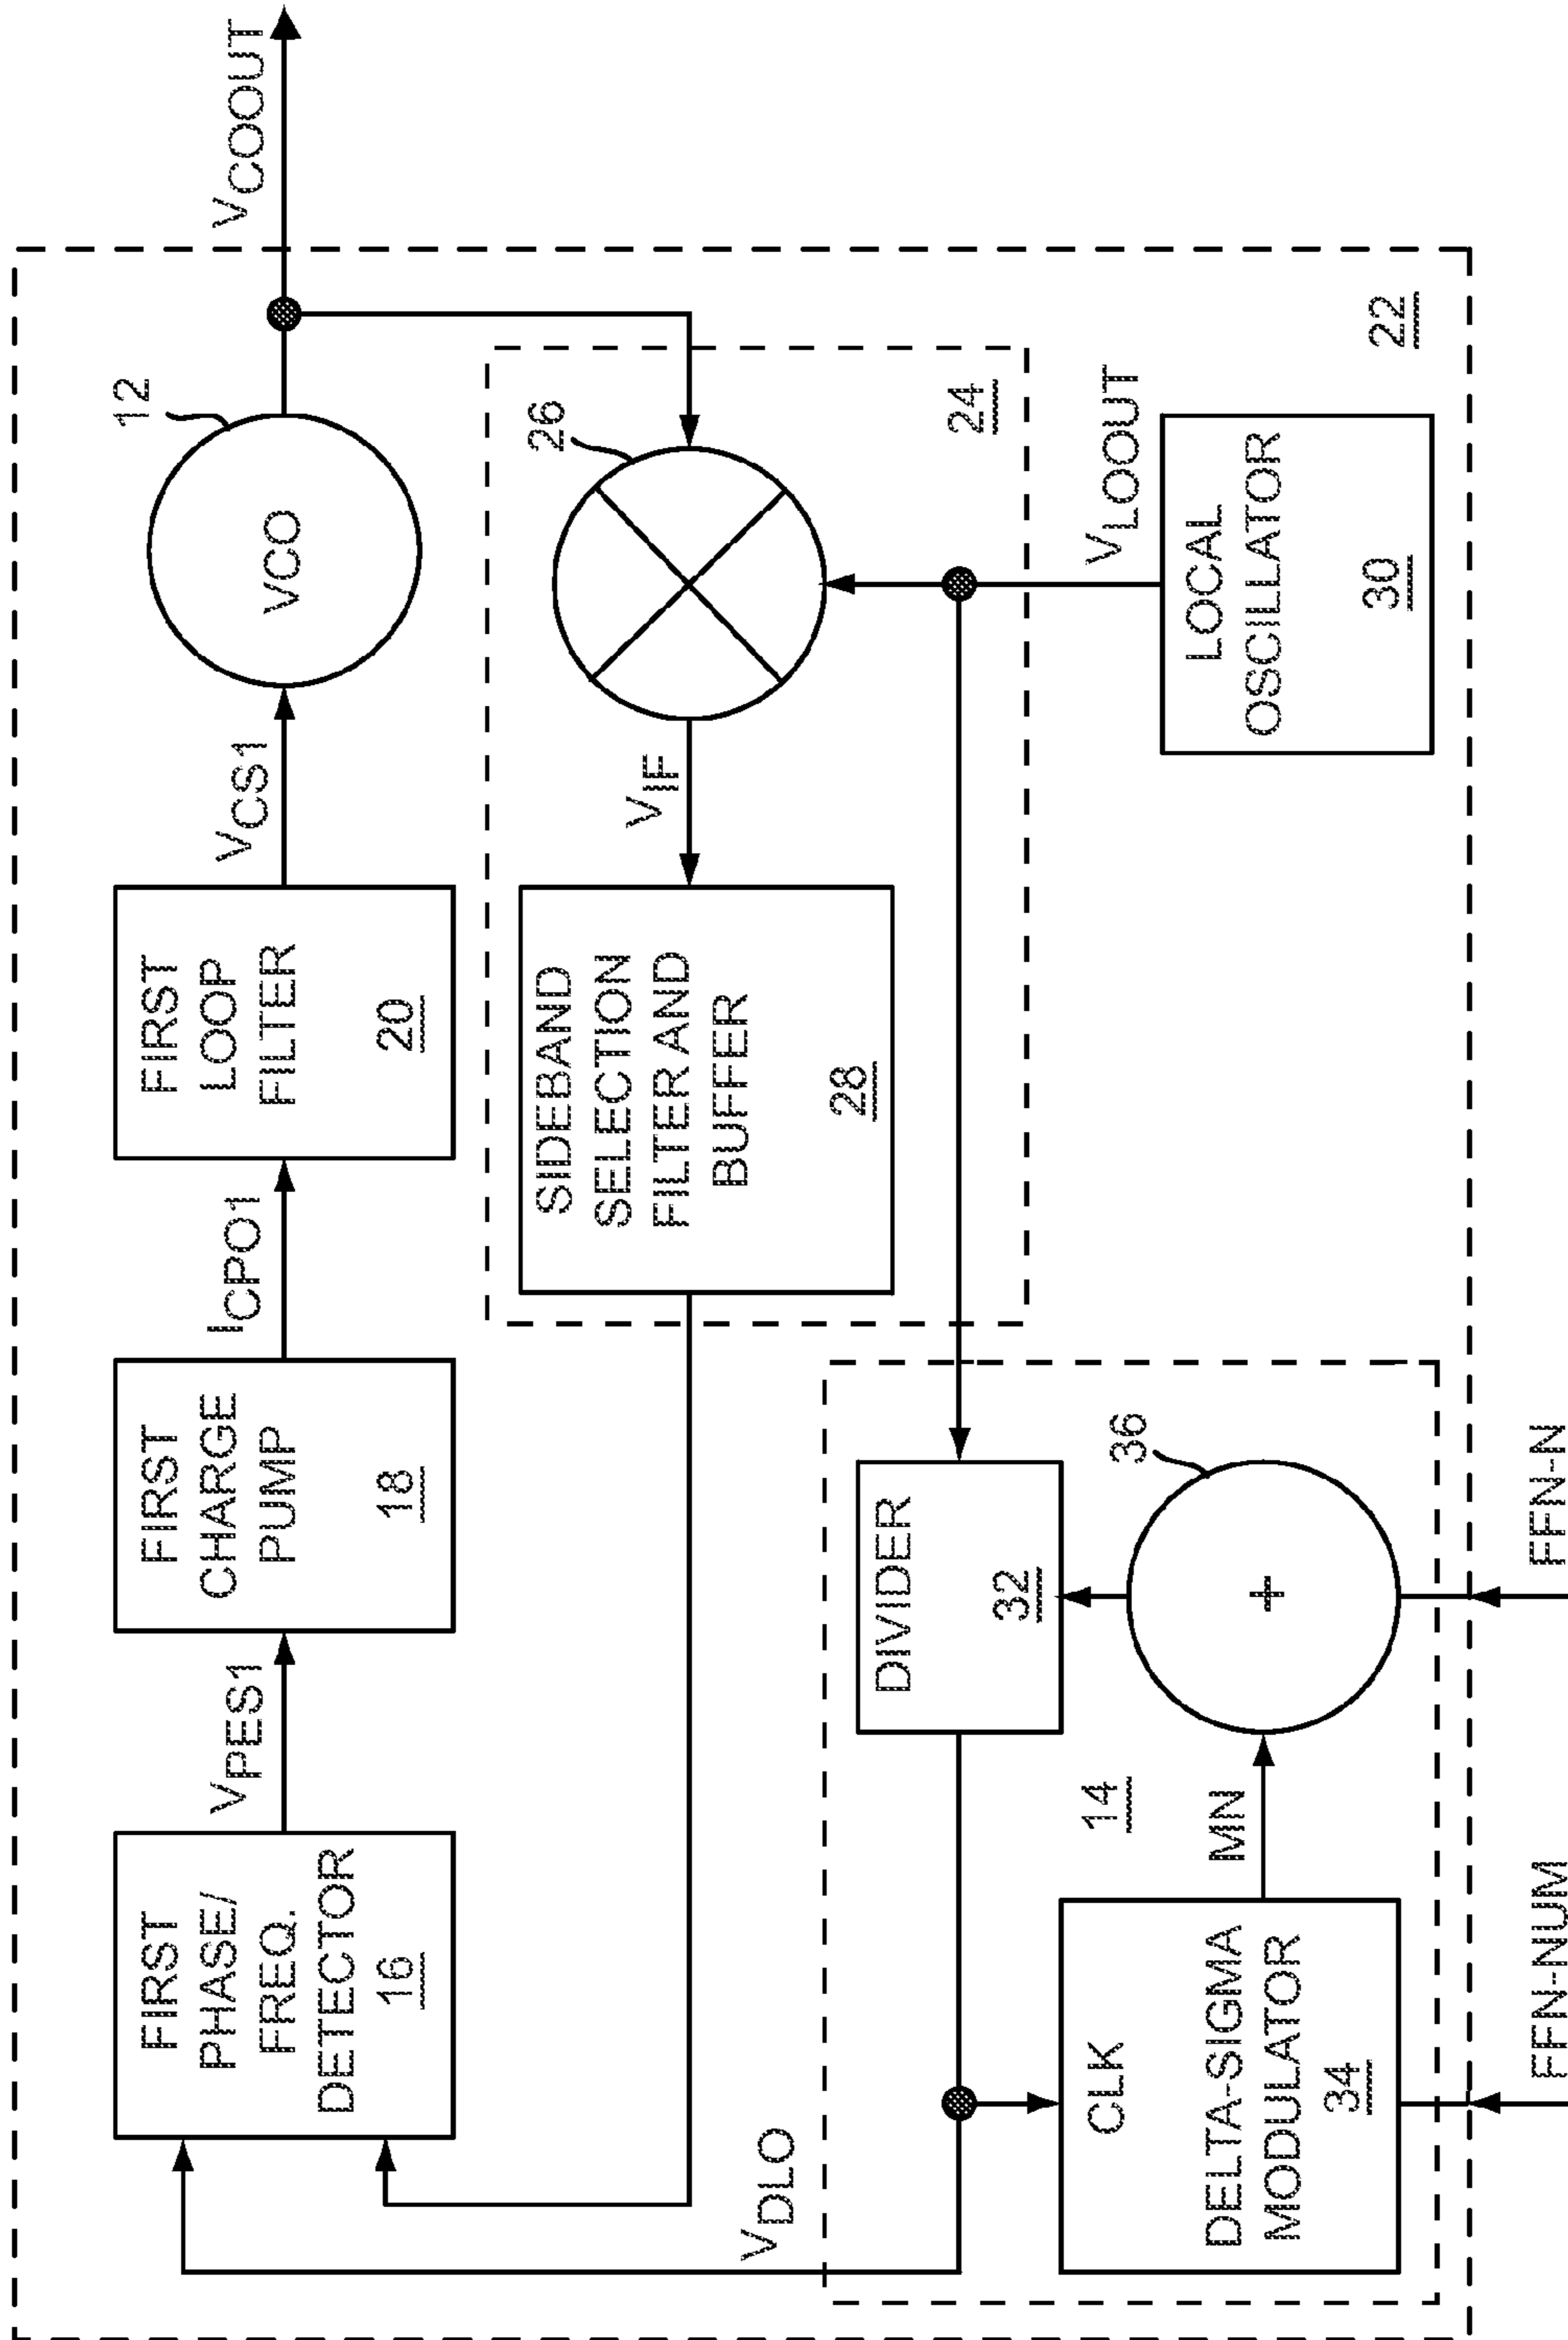 FIRST
PHASE/
FREQ.
DETECTOR
16
VPES1
FIRST
CHARGE
PUMP
18
ICPO1
FIRST
LOOP
FILTER
20
VCS1
12
VCO
VCOOUT
SIDEBAND
SELECTION
FILTER AND
BUFFER
28
VIF
26
24
VDLO
DIVIDER
32
14
36
+
MN
CLK
DELTA-SIGMA
MODULATOR
34
VLOOUT
LOCAL
OSCILLATOR
30
22
FFN-NUM
FFN-N